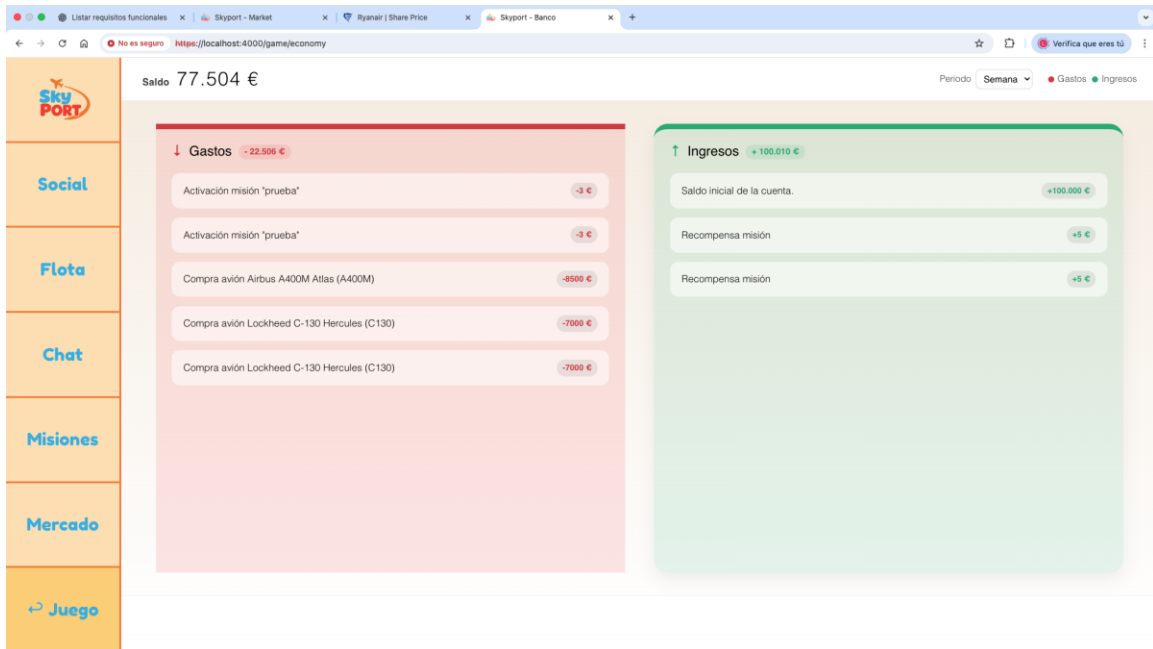 Listar requisitos funcionales
Skyport - Market
Ryanair | Share Price
Skyport - Banco
No es seguro https://localhost:4000/game/economy
Verifica que eres tú
Sky
PORT
Saldo 77.504 €
Periodo Semana Gastos Ingresos
Social
Flota
Chat
Misiones
Mercado
Juego
Gastos - 22.506 €
Activación misión "prueba" -3 €
Activación misión "prueba" -3 €
Compra avión Airbus A400M Atlas (A400M) -8500 €
Compra avión Lockheed C-130 Hercules (C130) -7000 €
Compra avión Lockheed C-130 Hercules (C130) -7000 €
Ingresos + 100.010 €
Saldo inicial de la cuenta. +100.000 €
Recompensa misión +5 €
Recompensa misión +5 €